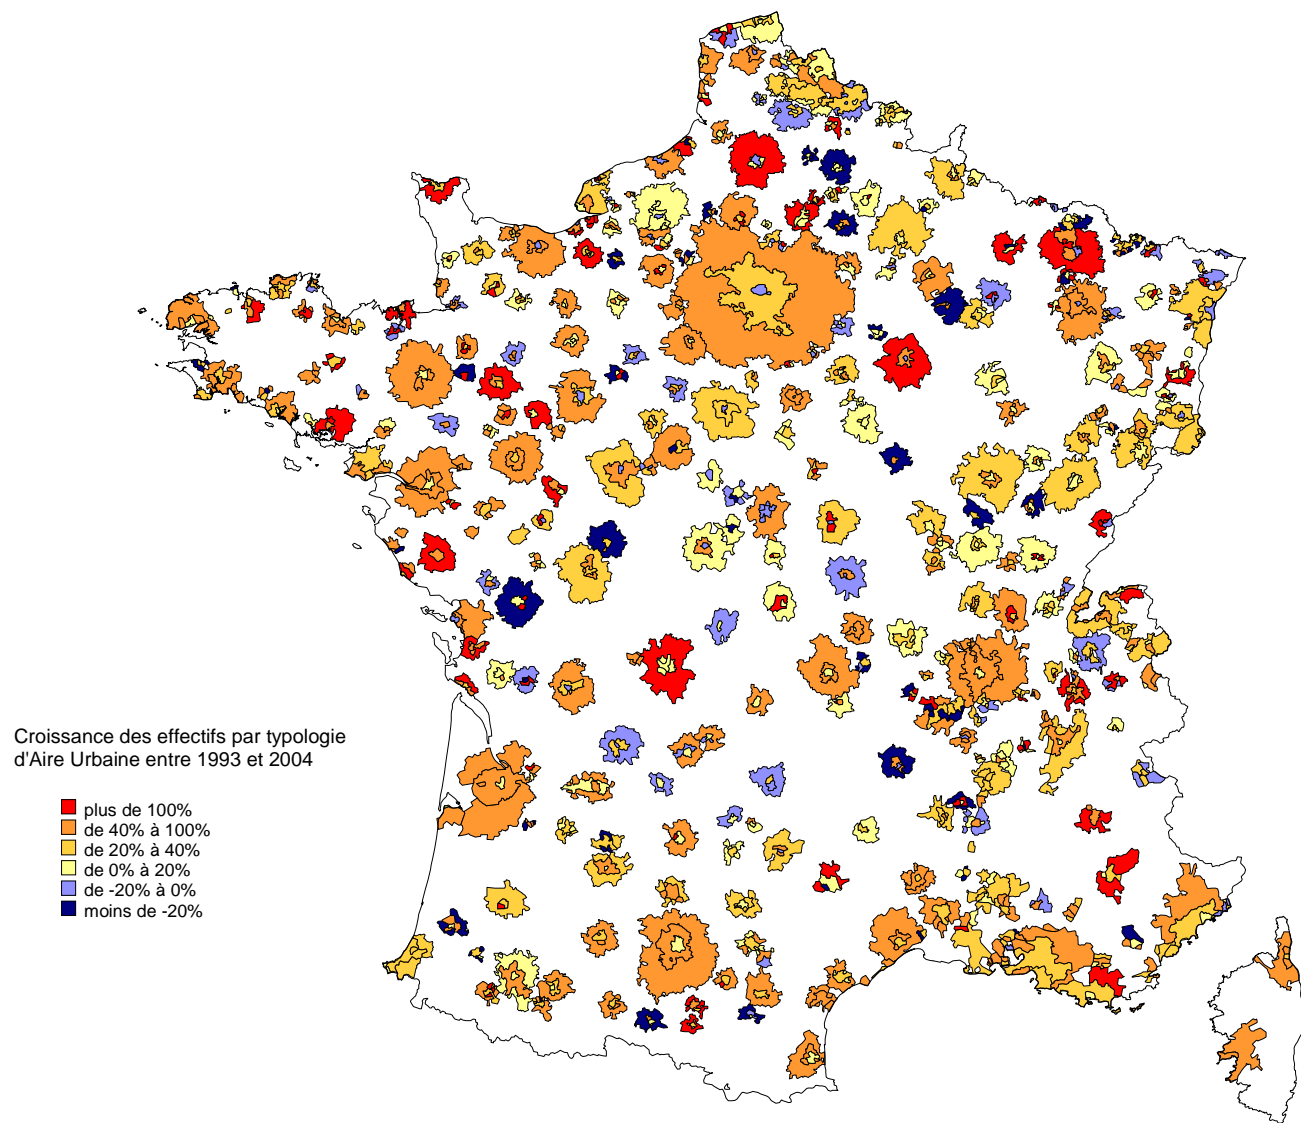 Croissance des effectifs par typologie
d'Aire Urbaine entre 1993 et 2004
plus de 100%
de 40% à 100%
de 20% à 40%
de 0% à 20%
de -20% à 0%
moins de -20%